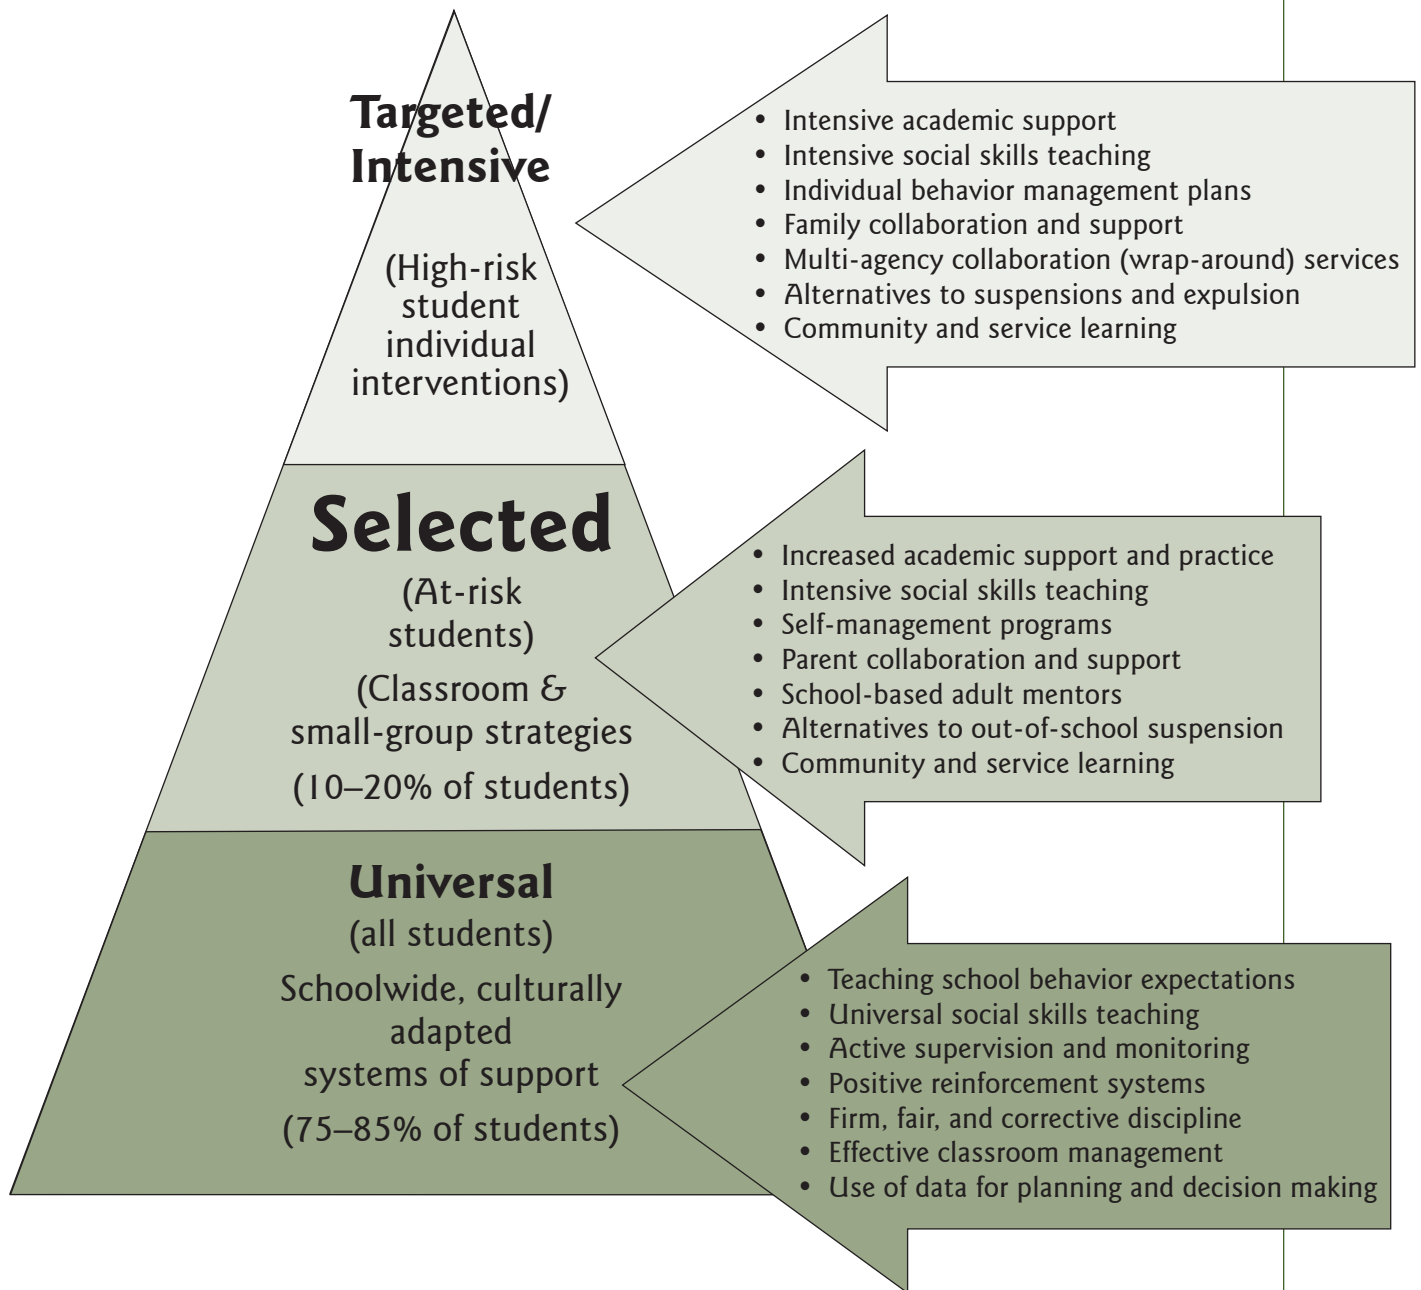 Targeted/
Intensive
(High-risk
student
individual
interventions)
• Intensive academic support
• Intensive social skills teaching
• Individual behavior management plans
• Family collaboration and support
• Multi-agency collaboration (wrap-around) services
• Alternatives to suspensions and expulsion
• Community and service learning
Selected
(At-risk
students)
(Classroom &
small-group strategies
(10–20% of students)
• Increased academic support and practice
• Intensive social skills teaching
• Self-management programs
• Parent collaboration and support
• School-based adult mentors
• Alternatives to out-of-school suspension
• Community and service learning
Universal
(all students)
Schoolwide, culturally
adapted
systems of support
(75–85% of students)
• Teaching school behavior expectations
• Universal social skills teaching
• Active supervision and monitoring
• Positive reinforcement systems
• Firm, fair, and corrective discipline
• Effective classroom management
• Use of data for planning and decision making